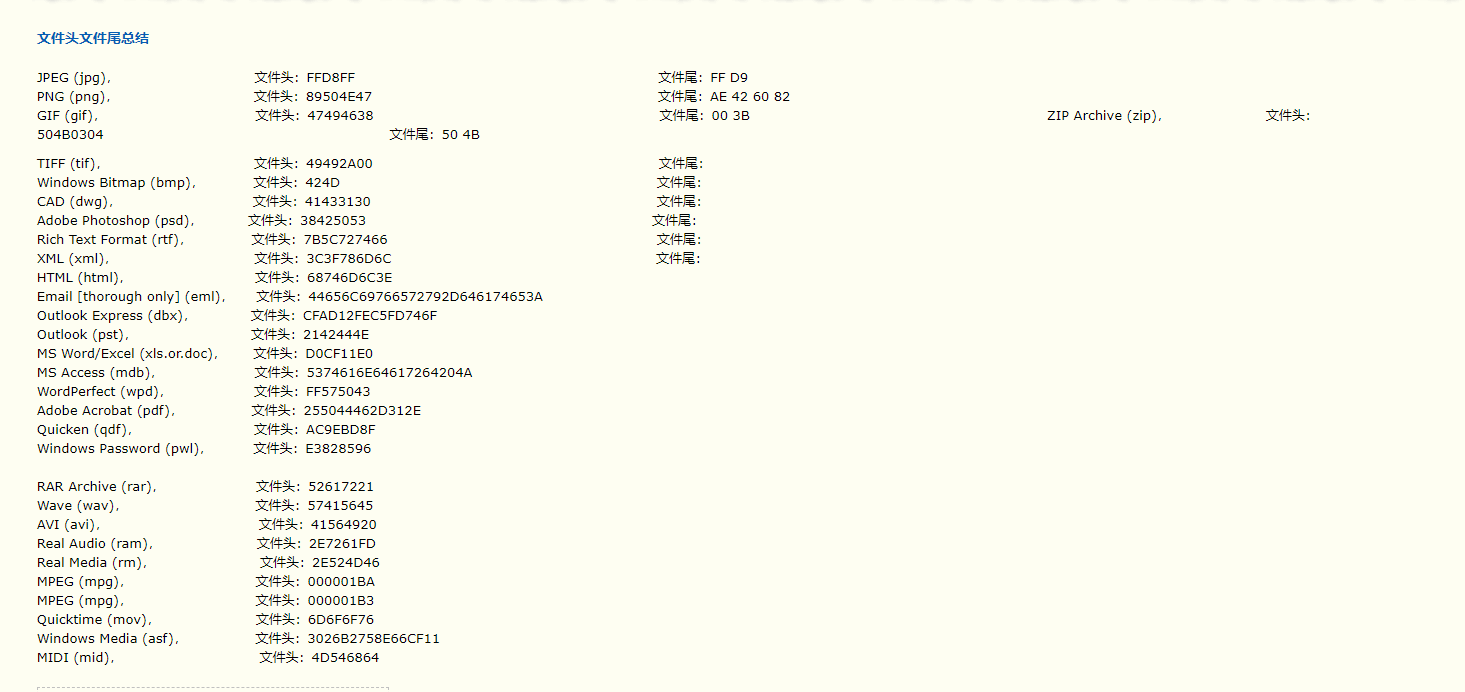 文件头文件尾总结
JPEG (jpg), 文件头：FFD8FF 文件尾：FF D9
PNG (png), 文件头：89504E47 文件尾：AE 42 60 82
GIF (gif), 文件头：47494638 文件尾：00 3B ZIP Archive (zip), 文件头：
504B0304 文件尾：50 4B
TIFF (tif), 文件头：49492A00 文件尾：
Windows Bitmap (bmp), 文件头：424D 文件尾：
CAD (dwg), 文件头：41433130 文件尾：
Adobe Photoshop (psd), 文件头：38425053 文件尾：
Rich Text Format (rtf), 文件头：7B5C727466 文件尾：
XML (xml), 文件头：3C3F786D6C 文件尾：
HTML (html), 文件头：68746D6C3E
Email [thorough only] (eml), 文件头：44656C69766572792D646174653A
Outlook Express (dbx), 文件头：CFAD12FEC5FD746F
Outlook (pst), 文件头：2142444E
MS Word/Excel (xls.or.doc), 文件头：D0CF11E0
MS Access (mdb), 文件头：5374616E64617264204A
WordPerfect (wpd), 文件头：FF575043
Adobe Acrobat (pdf), 文件头：255044462D312E
Quicken (qdf), 文件头：AC9EBD8F
Windows Password (pwl), 文件头：E3828596
RAR Archive (rar), 文件头：52617221
Wave (wav), 文件头：57415645
AVI (avi), 文件头：41564920
Real Audio (ram), 文件头：2E7261FD
Real Media (rm), 文件头：2E524D46
MPEG (mpg), 文件头：000001BA
MPEG (mpg), 文件头：000001B3
Quicktime (mov), 文件头：6D6F6F76
Windows Media (asf), 文件头：3026B2758E66CF11
MIDI (mid), 文件头：4D546864